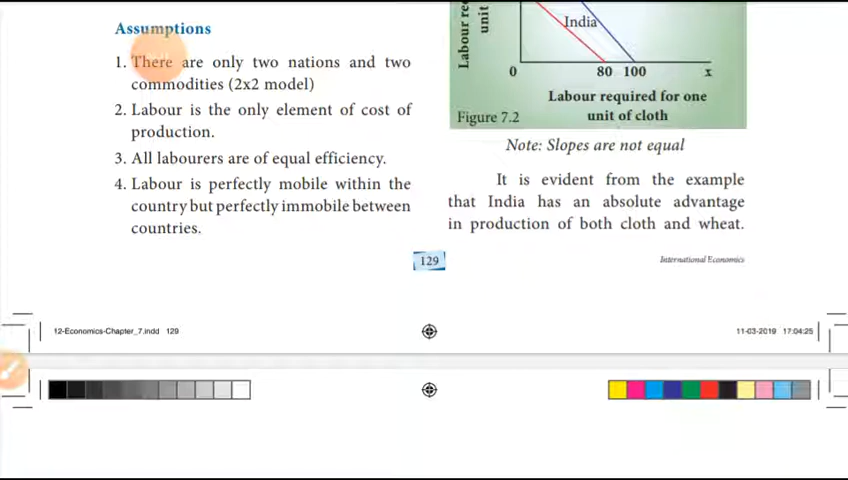 Assumptions
1. There are only two nations and two
commodities (2x2 model)
2. Labour is the only element of cost of
production.
3. All labourers are of equal efficiency.
4. Labour is perfectly mobile within the
country but perfectly immobile between
countries.
unit
India
0
80 100
x
Labour required for one
unit of cloth
Figure 7.2
Note: Slopes are not equal
It is evident from the example
that India has an absolute advantage
in production of both cloth and wheat.
129
International Economics
12-Economics-Chapter_7.indd 129
11-03-2019 17:04:25